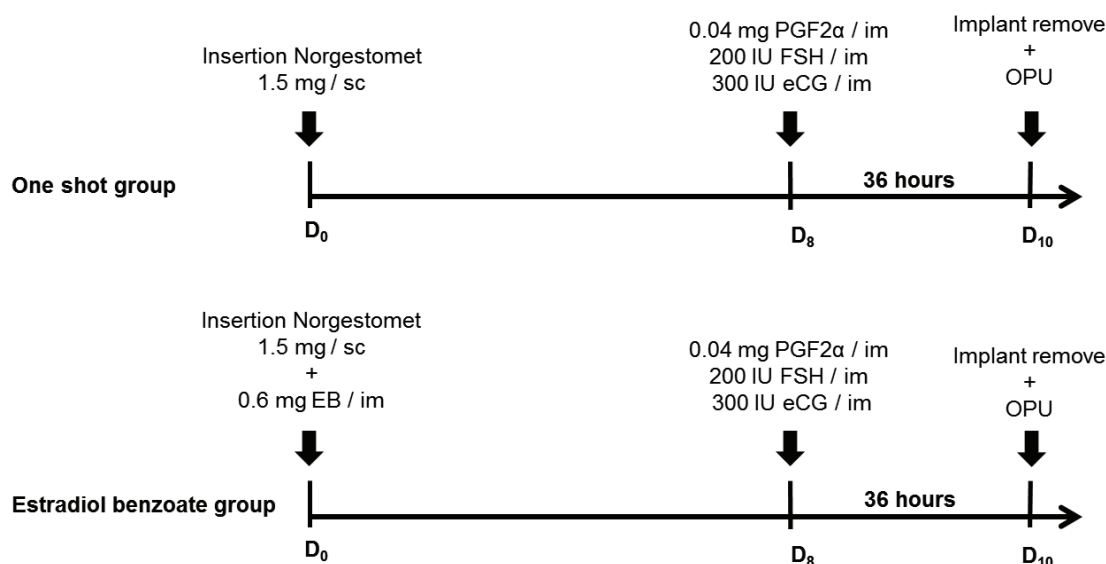 Insertion Norgestomet
1.5 mg / sc
0.04 mg PGF2α / im
200 IU FSH / im
300 IU eCG / im
Implant remove
+
OPU
One shot group
36 hours
D₀
D₈
D₁₀
Insertion Norgestomet
1.5 mg / sc
+
0.6 mg EB / im
0.04 mg PGF2α / im
200 IU FSH / im
300 IU eCG / im
Implant remove
+
OPU
Estradiol benzoate group
36 hours
D₀
D₈
D₁₀